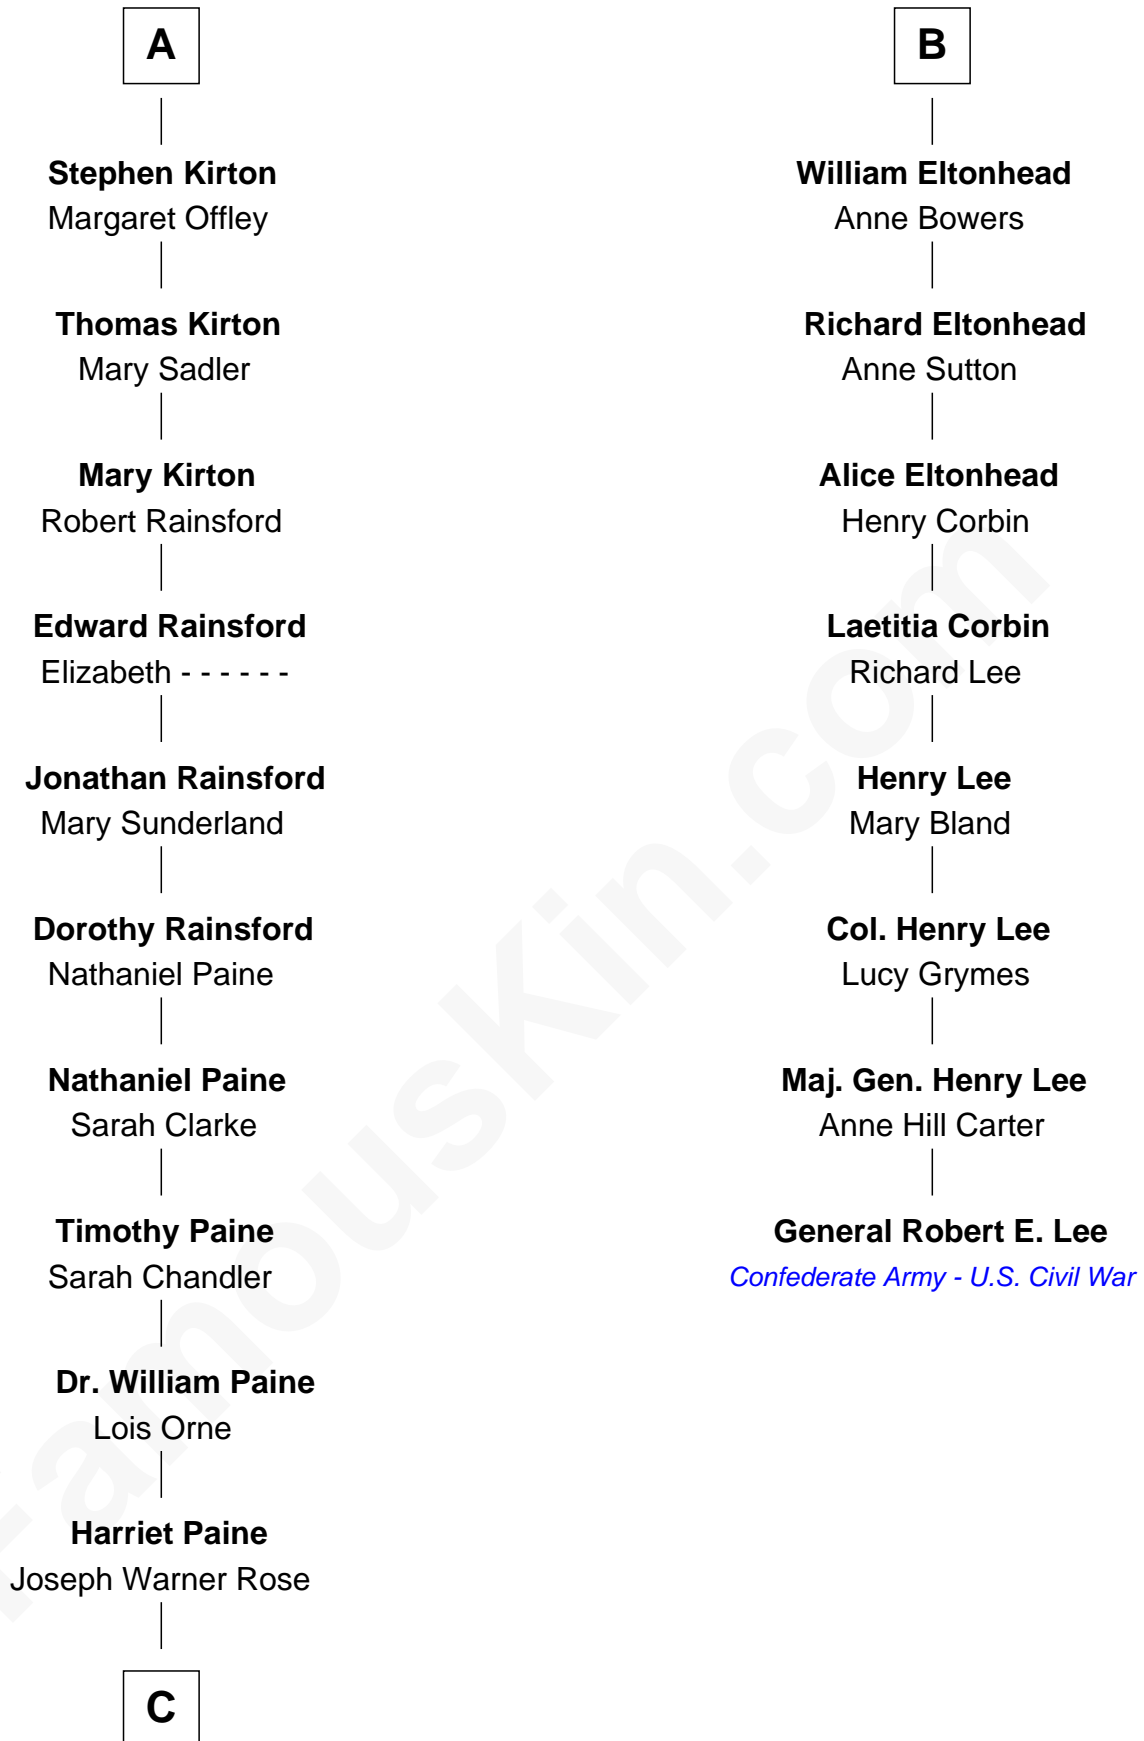 A
Stephen Kirton
Margaret Offley
Thomas Kirton
Mary Sadler
Mary Kirton
Robert Rainsford
Edward Rainsford
Elizabeth - - - - - -
Jonathan Rainsford
Mary Sunderland
Dorothy Rainsford
Nathaniel Paine
Nathaniel Paine
Sarah Clarke
Timothy Paine
Sarah Chandler
Dr. William Paine
Lois Orne
Harriet Paine
Joseph Warner Rose
C
B
William Eltonhead
Anne Bowers
Richard Eltonhead
Anne Sutton
Alice Eltonhead
Henry Corbin
Laetitia Corbin
Richard Lee
Henry Lee
Mary Bland
Col. Henry Lee
Lucy Grymes
Maj. Gen. Henry Lee
Anne Hill Carter
General Robert E. Lee
Confederate Army - U.S. Civil War
FamousKin.com